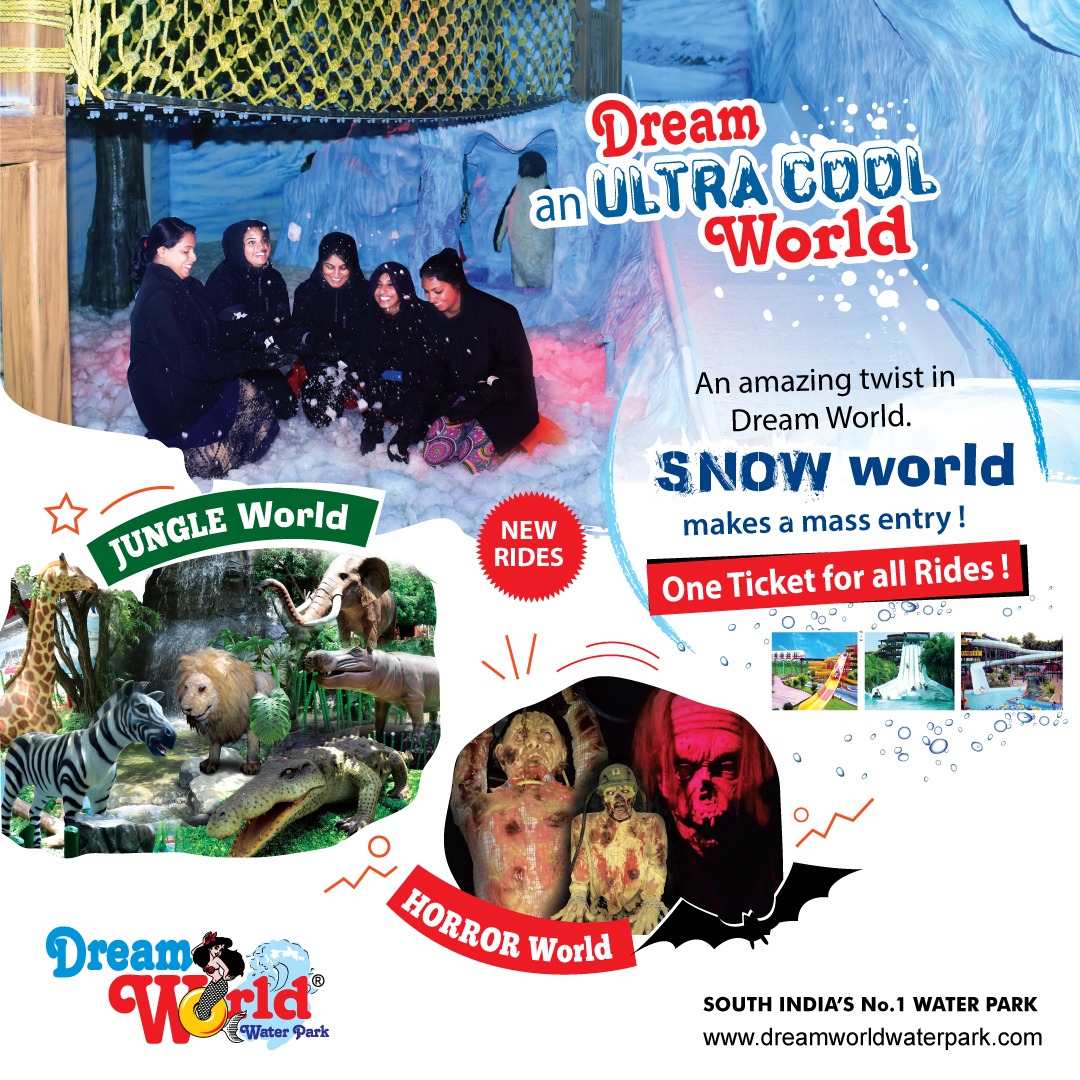 Dream
an ULTRA COOL
World
An amazing twist in
Dream World.
SNOW world
makes a mass entry !
One Ticket for all Rides !
JUNGLE World
NEW
RIDES
HORROR World
Dream
World®
Water Park
SOUTH INDIA'S No.1 WATER PARK
www.dreamworldwaterpark.com